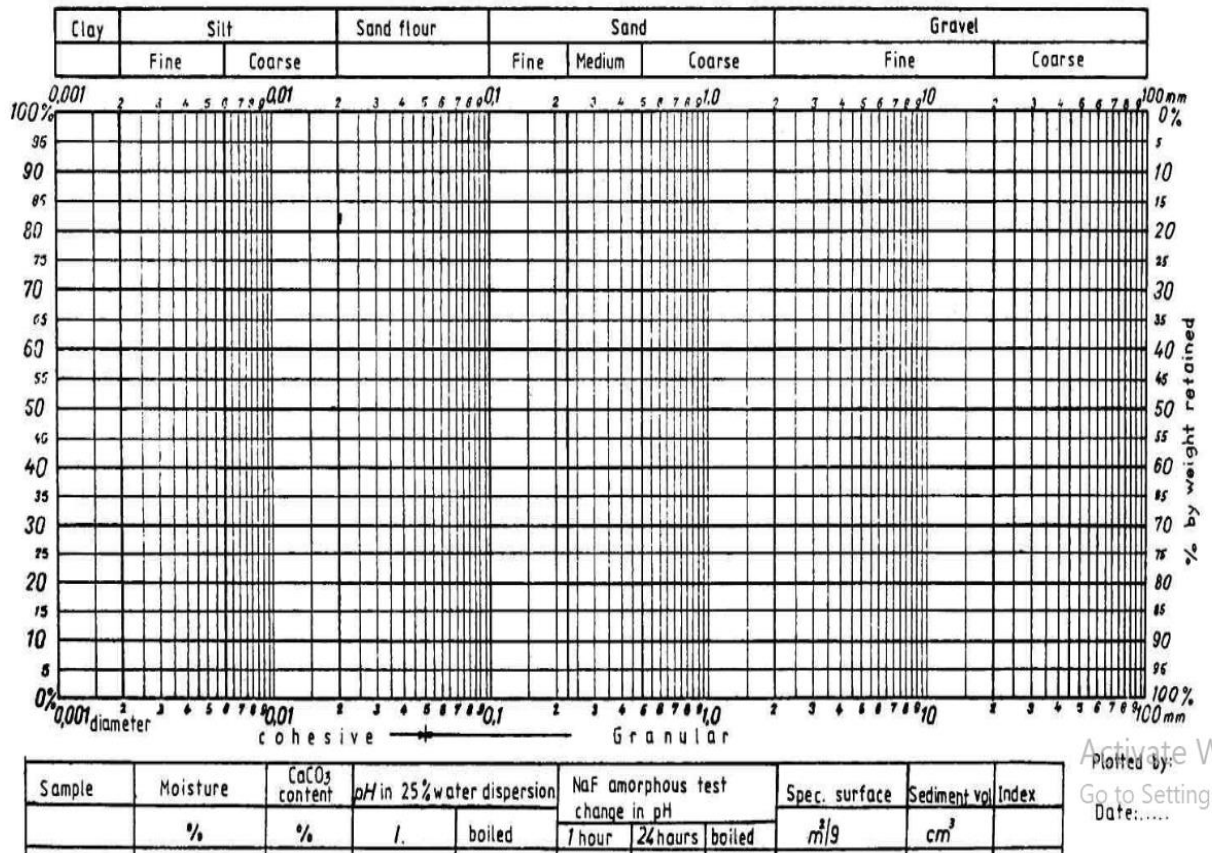 Clay Silt Sand flour Sand Gravel
Fine Coarse Fine Medium Coarse Fine Coarse
0,001 2 3 4 5 6 7 8 9 0,01 2 3 4 5 6 7 8 9 0,1 2 3 4 5 6 7 8 9 1,0 2 3 4 5 6 7 8 9 10 2 3 4 5 6 7 8 9 100 mm
100% 0%
95 5
90 10
85 15
80 20
75 25
70 30
65 35
60 40
55 45
50 50
45 55
40 60
35 65
30 70
25 75
20 80
15 85
10 90
5 95
0% 100%
% by weight retained
0,001 2 3 4 5 6 7 8 9 0,01 2 3 4 5 6 7 8 9 0,1 2 3 4 5 6 7 8 9 1,0 2 3 4 5 6 7 8 9 10 2 3 4 5 6 7 8 9 100 mm
diameter
cohesive Granular
Activate W
Plotted by:
Go to Setting
Date:.....
Sample Moisture CaCO3 content pH in 25% water dispersion NaF amorphous test change in pH Spec. surface Sediment vol Index
% % 1. boiled 1 hour 24 hours boiled m²/9 cm³